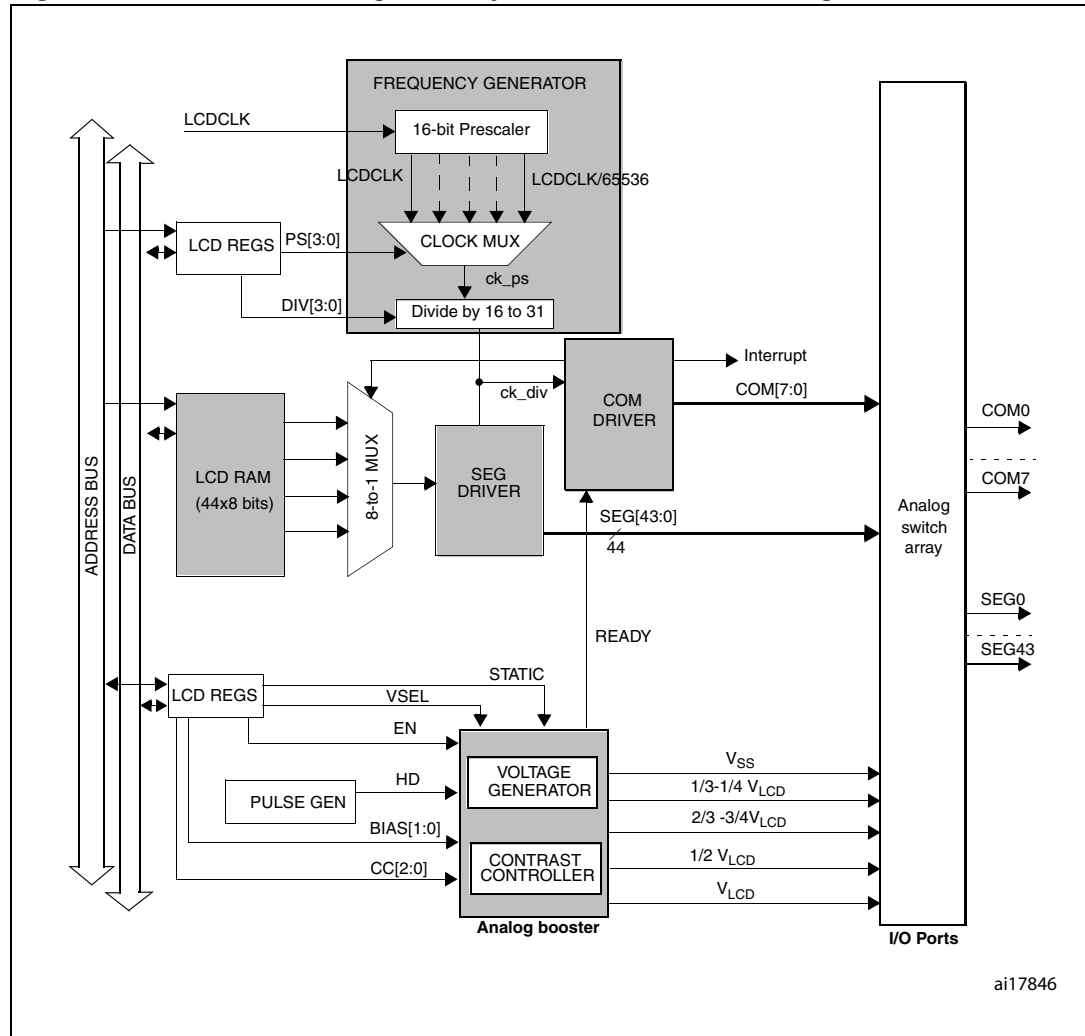 FREQUENCY GENERATOR
LCDCLK
16-bit Prescaler
LCDCLK
LCDCLK/65536
LCD REGS
PS[3:0]
CLOCK MUX
ck_ps
DIV[3:0]
Divide by 16 to 31
Interrupt
ck_div
COM
DRIVER
COM[7:0]
COM0
COM7
ADDRESS BUS
DATA BUS
LCD RAM
(44x8 bits)
8-to-1 MUX
SEG
DRIVER
SEG[43:0]
44
Analog
switch
array
SEG0
SEG43
READY
STATIC
LCD REGS
VSEL
EN
VOLTAGE
GENERATOR
VSS
HD
PULSE GEN
1/3-1/4 VLCD
2/3 -3/4VLCD
BIAS[1:0]
CONTRAST
CONTROLLER
1/2 VLCD
CC[2:0]
VLCD
Analog booster
I/O Ports
ai17846